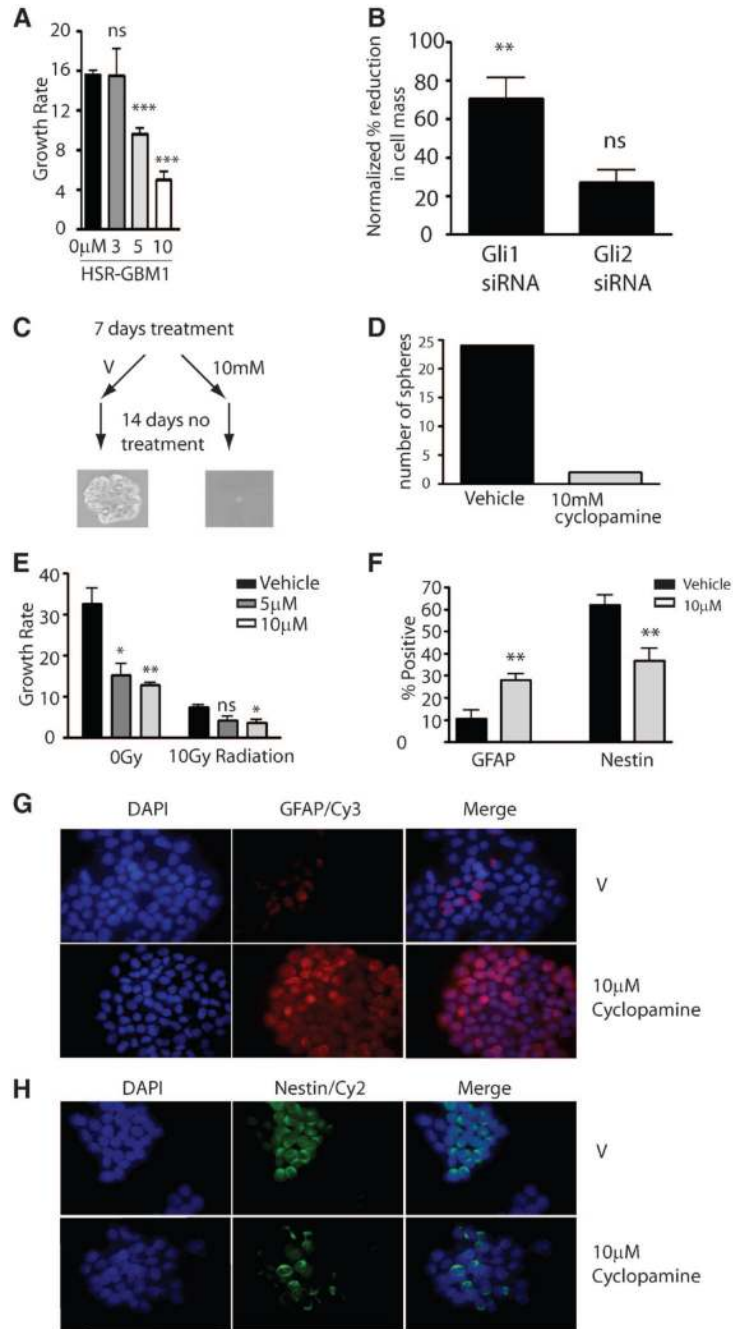 A
ns
***
***
Growth Rate
20
16
12
8
4
0
0µM 3 5 10
HSR-GBM1
B
**
ns
Normalized % reduction
in cell mass
100
80
60
40
20
0
Gli1
siRNA
Gli2
siRNA
C
7 days treatment
V
10mM
14 days no
treatment
D
number of spheres
25
20
15
10
5
0
Vehicle
10mM
cyclopamine
E
Growth Rate
40
30
20
10
0
Vehicle
5µM
10µM
*
**
ns
*
0Gy
10Gy Radiation
F
% Positive
70
60
50
40
30
20
10
0
Vehicle
10µM
**
**
GFAP
Nestin
G
DAPI
GFAP/Cy3
Merge
V
10µM
Cyclopamine
H
DAPI
Nestin/Cy2
Merge
V
10µM
Cyclopamine